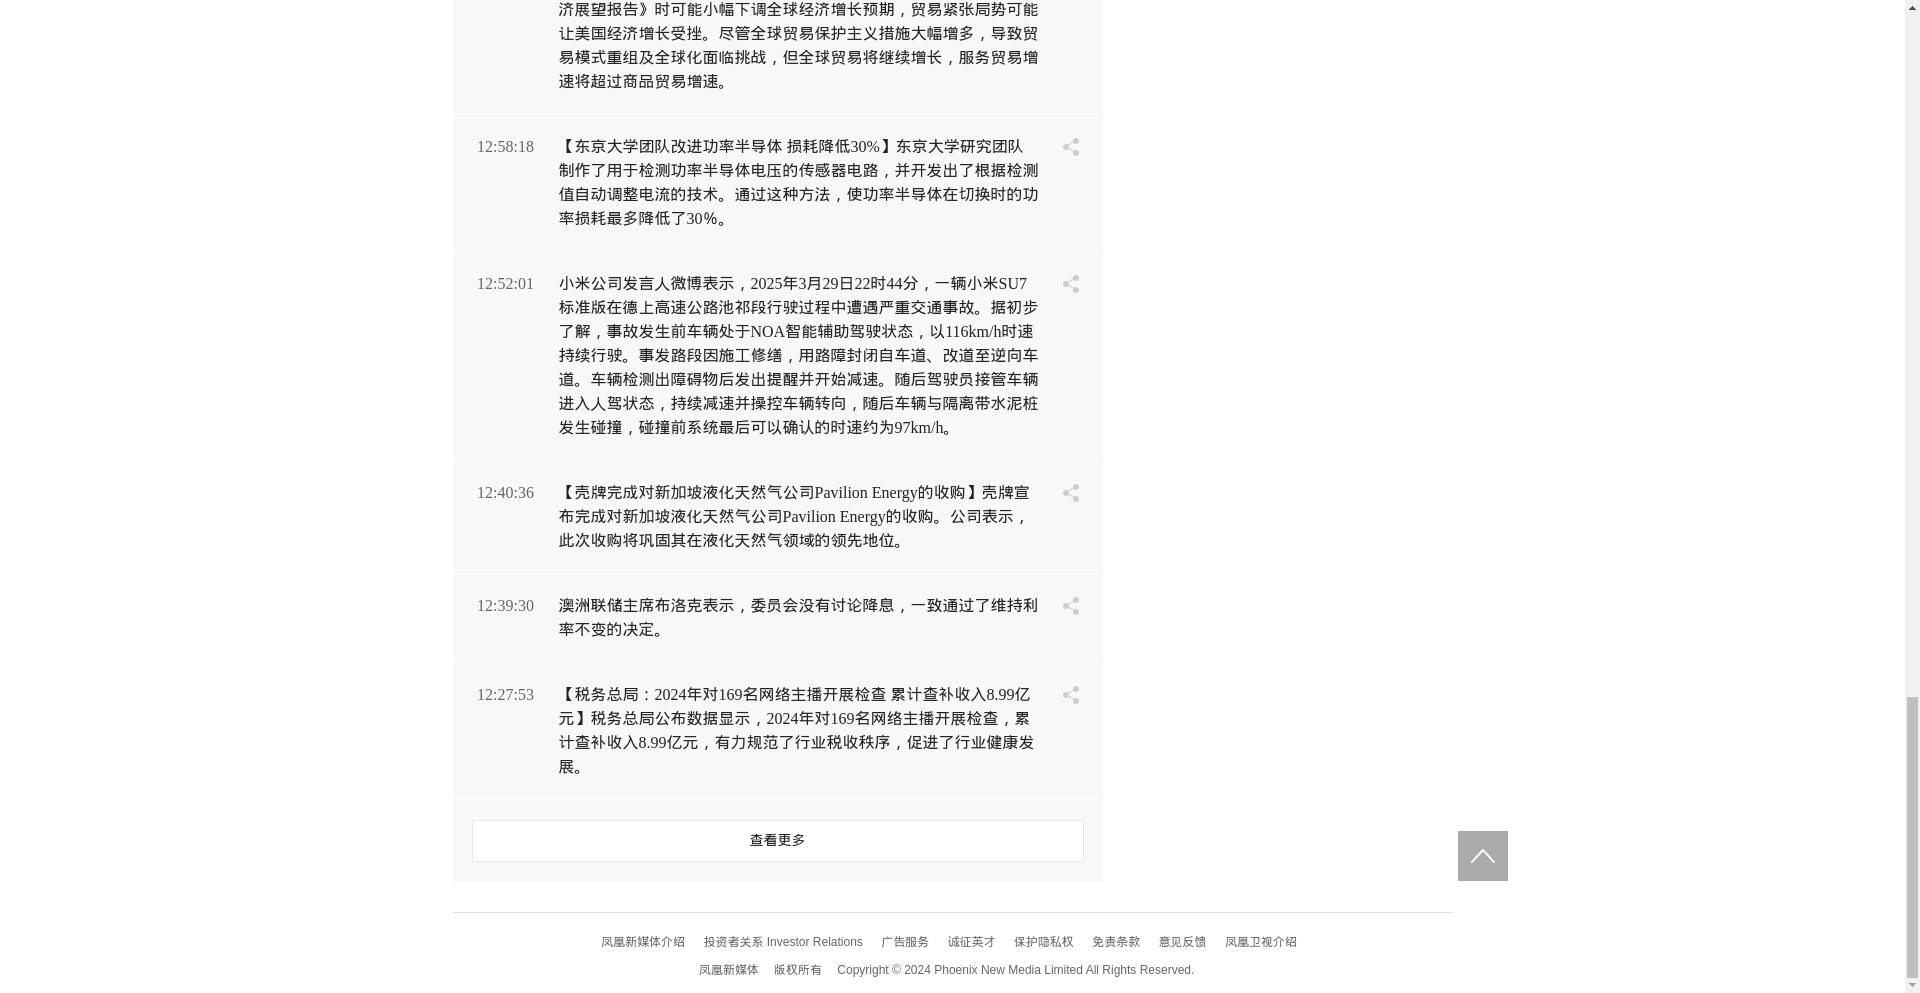 济展望报告》时可能小幅下调全球经济增长预期，贸易紧张局势可能
让美国经济增长受挫。尽管全球贸易保护主义措施大幅增多，导致贸
易模式重组及全球化面临挑战，但全球贸易将继续增长，服务贸易增
速将超过商品贸易增速。
12:58:18
【东京大学团队改进功率半导体 损耗降低30%】东京大学研究团队
制作了用于检测功率半导体电压的传感器电路，并开发出了根据检测
值自动调整电流的技术。通过这种方法，使功率半导体在切换时的功
率损耗最多降低了30％。
12:52:01
小米公司发言人微博表示，2025年3月29日22时44分，一辆小米SU7
标准版在德上高速公路池祁段行驶过程中遭遇严重交通事故。据初步
了解，事故发生前车辆处于NOA智能辅助驾驶状态，以116km/h时速
持续行驶。事发路段因施工修缮，用路障封闭自车道、改道至逆向车
道。车辆检测出障碍物后发出提醒并开始减速。随后驾驶员接管车辆
进入人驾状态，持续减速并操控车辆转向，随后车辆与隔离带水泥桩
发生碰撞，碰撞前系统最后可以确认的时速约为97km/h。
12:40:36
【壳牌完成对新加坡液化天然气公司Pavilion Energy的收购】壳牌宣
布完成对新加坡液化天然气公司Pavilion Energy的收购。公司表示，
此次收购将巩固其在液化天然气领域的领先地位。
12:39:30
澳洲联储主席布洛克表示，委员会没有讨论降息，一致通过了维持利
率不变的决定。
12:27:53
【税务总局：2024年对169名网络主播开展检查 累计查补收入8.99亿
元】税务总局公布数据显示，2024年对169名网络主播开展检查，累
计查补收入8.99亿元，有力规范了行业税收秩序，促进了行业健康发
展。
查看更多
凤凰新媒体介绍 投资者关系 Investor Relations 广告服务 诚征英才 保护隐私权 免责条款 意见反馈 凤凰卫视介绍
凤凰新媒体 版权所有 Copyright © 2024 Phoenix New Media Limited All Rights Reserved.